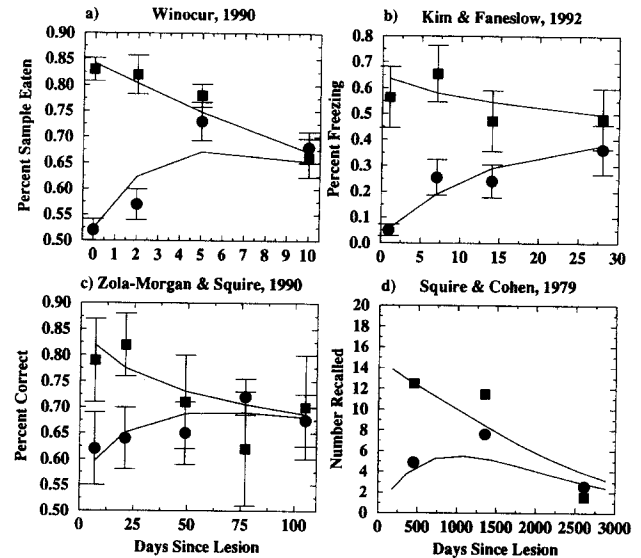 a) Winocur, 1990
Percent Sample Eaten
0.90
0.85
0.80
0.75
0.70
0.65
0.60
0.55
0.50
0 1 2 3 4 5 6 7 8 9 10
b) Kim & Faneslow, 1992
Percent Freezing
0.8
0.7
0.6
0.5
0.4
0.3
0.2
0.1
0.0
0 5 10 15 20 25 30
c) Zola-Morgan & Squire, 1990
Percent Correct
0.90
0.85
0.80
0.75
0.70
0.65
0.60
0.55
0.50
0 25 50 75 100
Days Since Lesion
d) Squire & Cohen, 1979
Number Recalled
20
18
16
14
12
10
8
6
4
2
0
0 500 1000 1500 2000 2500 3000
Days Since Lesion